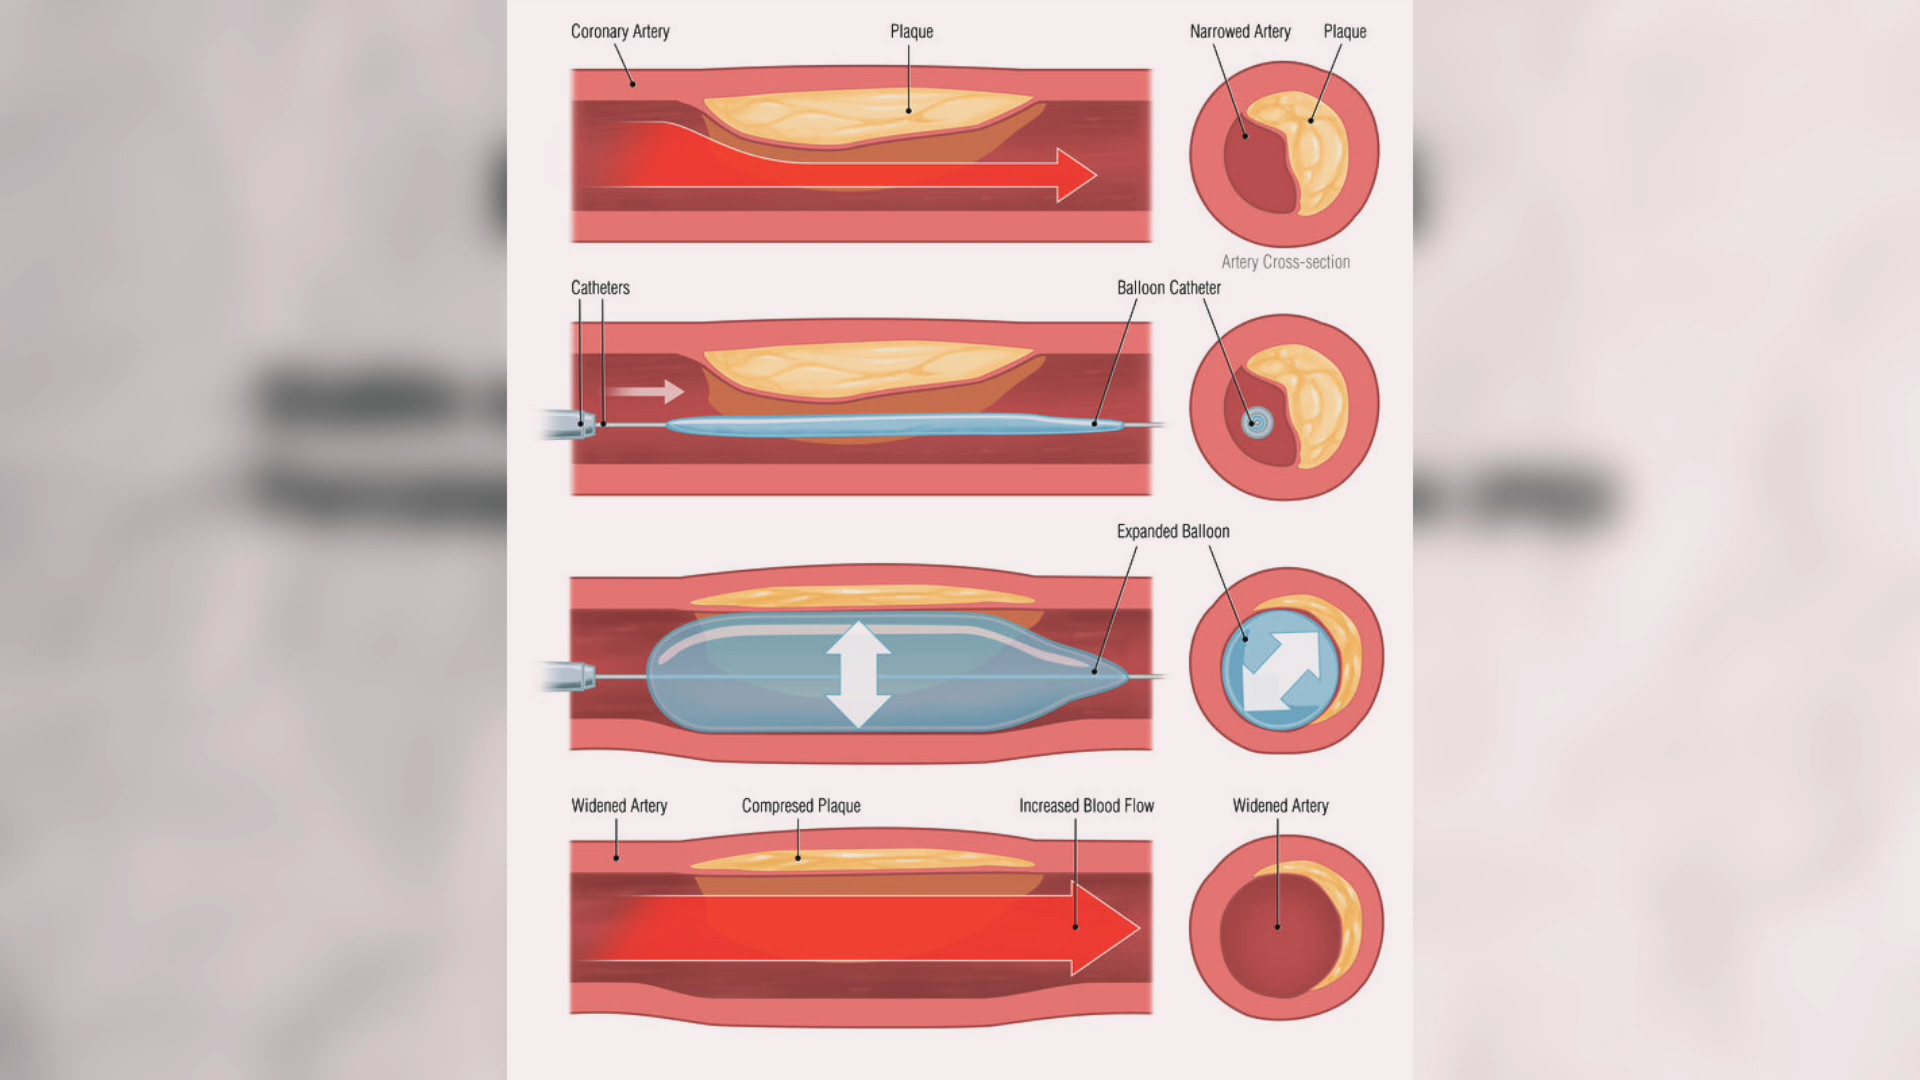 Coronary Artery
Plaque
Narrowed Artery
Plaque
Artery Cross-section
Catheters
Balloon Catheter
Expanded Balloon
Widened Artery
Compresed Plaque
Increased Blood Flow
Widened Artery